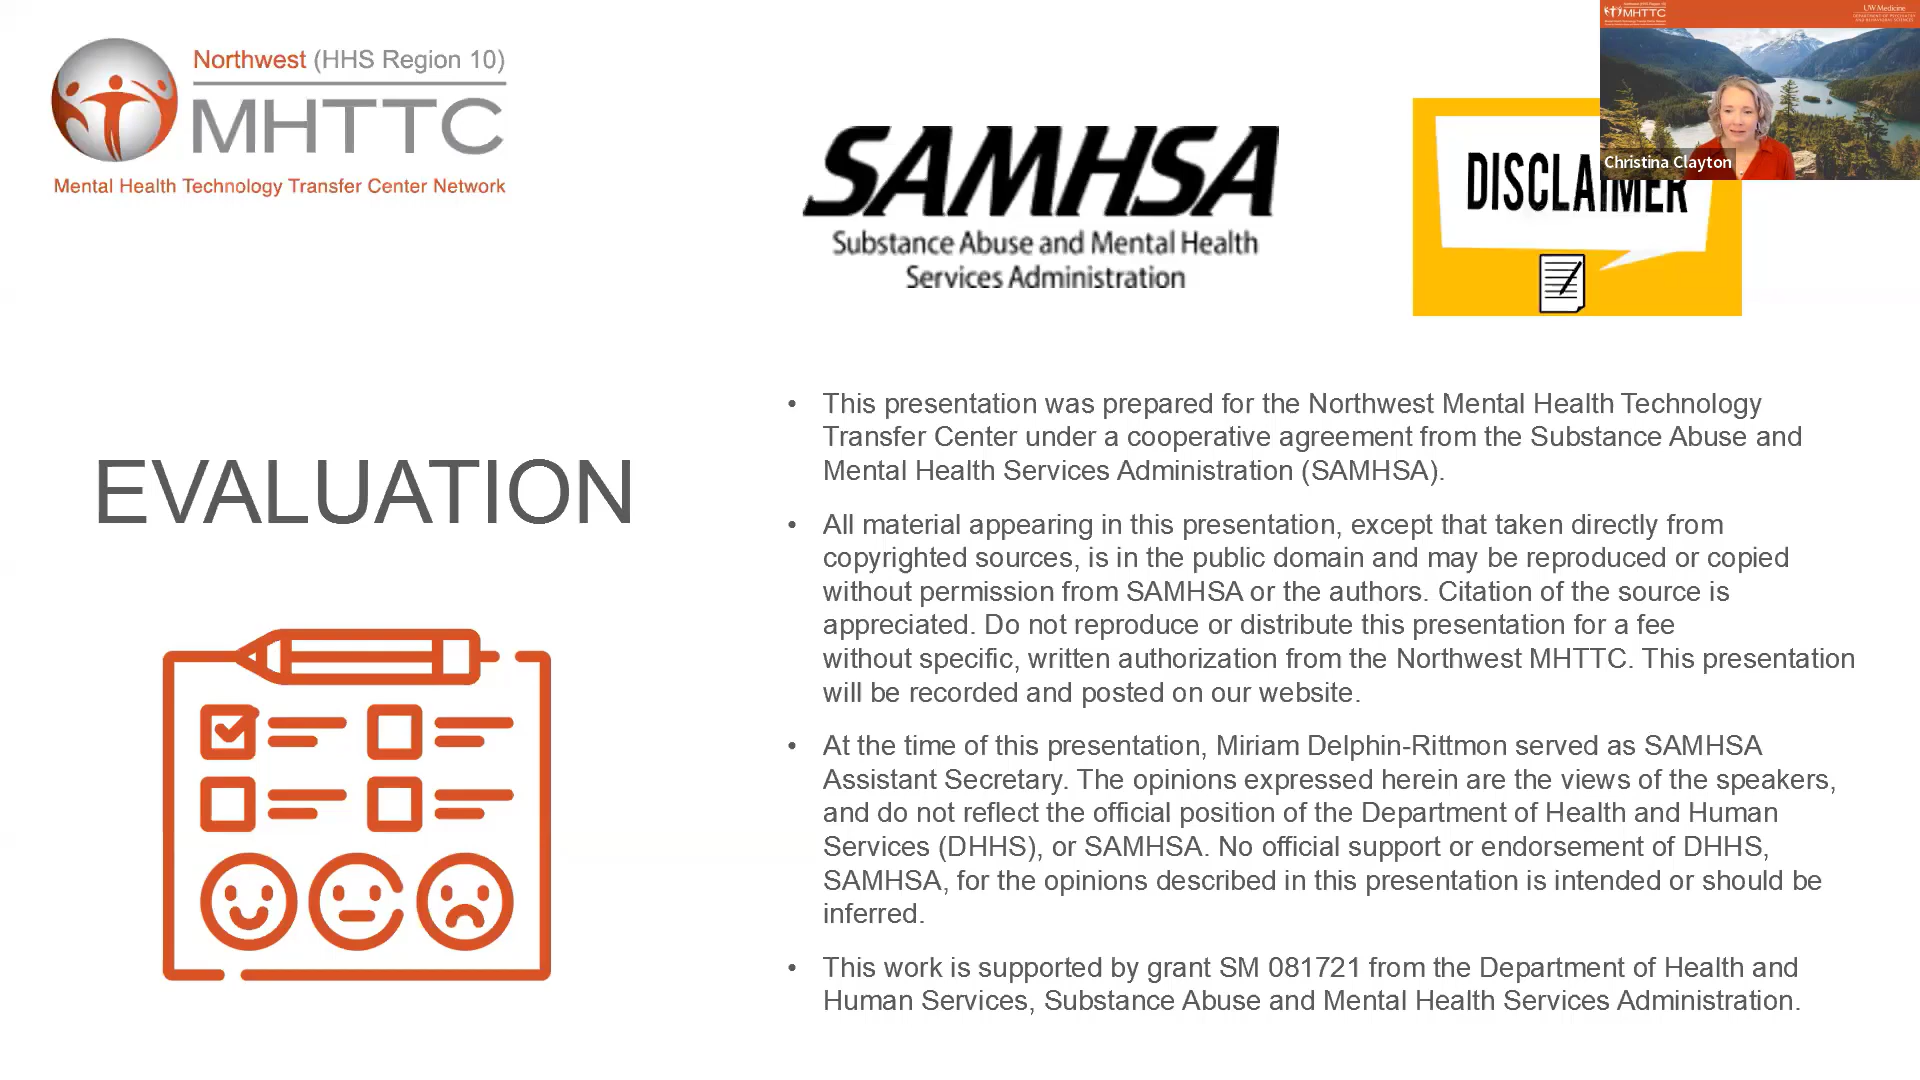 Northwest (HHS Region 10)
MHTTC
Mental Health Technology Transfer Center Network
SAMHSA
Substance Abuse and Mental Health
Services Administration
DISCLAIMER
MHTTC
UW Medicine
Christina Clayton
EVALUATION
• This presentation was prepared for the Northwest Mental Health Technology
Transfer Center under a cooperative agreement from the Substance Abuse and
Mental Health Services Administration (SAMHSA).
• All material appearing in this presentation, except that taken directly from
copyrighted sources, is in the public domain and may be reproduced or copied
without permission from SAMHSA or the authors. Citation of the source is
appreciated. Do not reproduce or distribute this presentation for a fee
without specific, written authorization from the Northwest MHTTC. This presentation
will be recorded and posted on our website.
• At the time of this presentation, Miriam Delphin-Rittmon served as SAMHSA
Assistant Secretary. The opinions expressed herein are the views of the speakers,
and do not reflect the official position of the Department of Health and Human
Services (DHHS), or SAMHSA. No official support or endorsement of DHHS,
SAMHSA, for the opinions described in this presentation is intended or should be
inferred.
• This work is supported by grant SM 081721 from the Department of Health and
Human Services, Substance Abuse and Mental Health Services Administration.